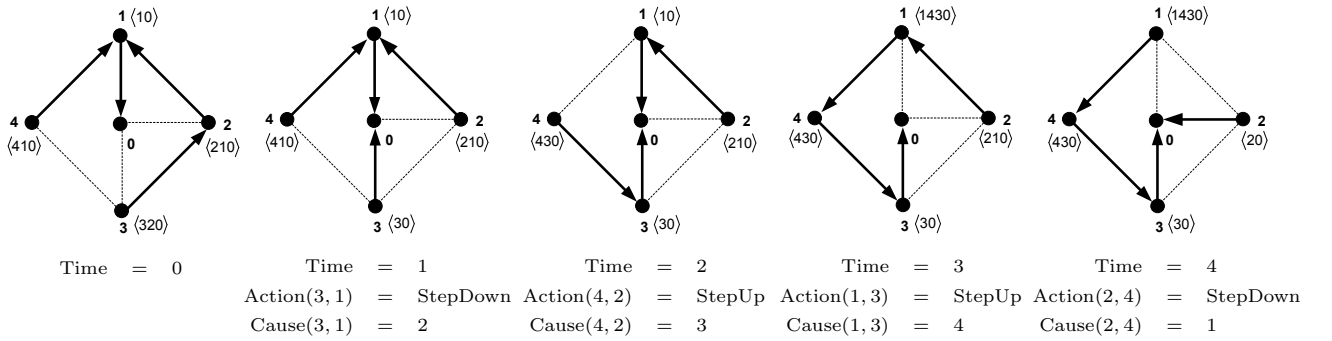 1 ⟨10⟩
4 ⟨410⟩
0
2 ⟨210⟩
3 ⟨320⟩
Time = 0
1 ⟨10⟩
4 ⟨410⟩
0
2 ⟨210⟩
3 ⟨30⟩
Time = 1
Action(3, 1) = StepDown
Cause(3, 1) = 2
1 ⟨10⟩
4 ⟨430⟩
0
2 ⟨210⟩
3 ⟨30⟩
Time = 2
Action(4, 2) = StepUp
Cause(4, 2) = 3
1 ⟨1430⟩
4 ⟨430⟩
0
2 ⟨210⟩
3 ⟨30⟩
Time = 3
Action(1, 3) = StepUp
Cause(1, 3) = 4
1 ⟨1430⟩
4 ⟨430⟩
0
2 ⟨20⟩
3 ⟨30⟩
Time = 4
Action(2, 4) = StepDown
Cause(2, 4) = 1